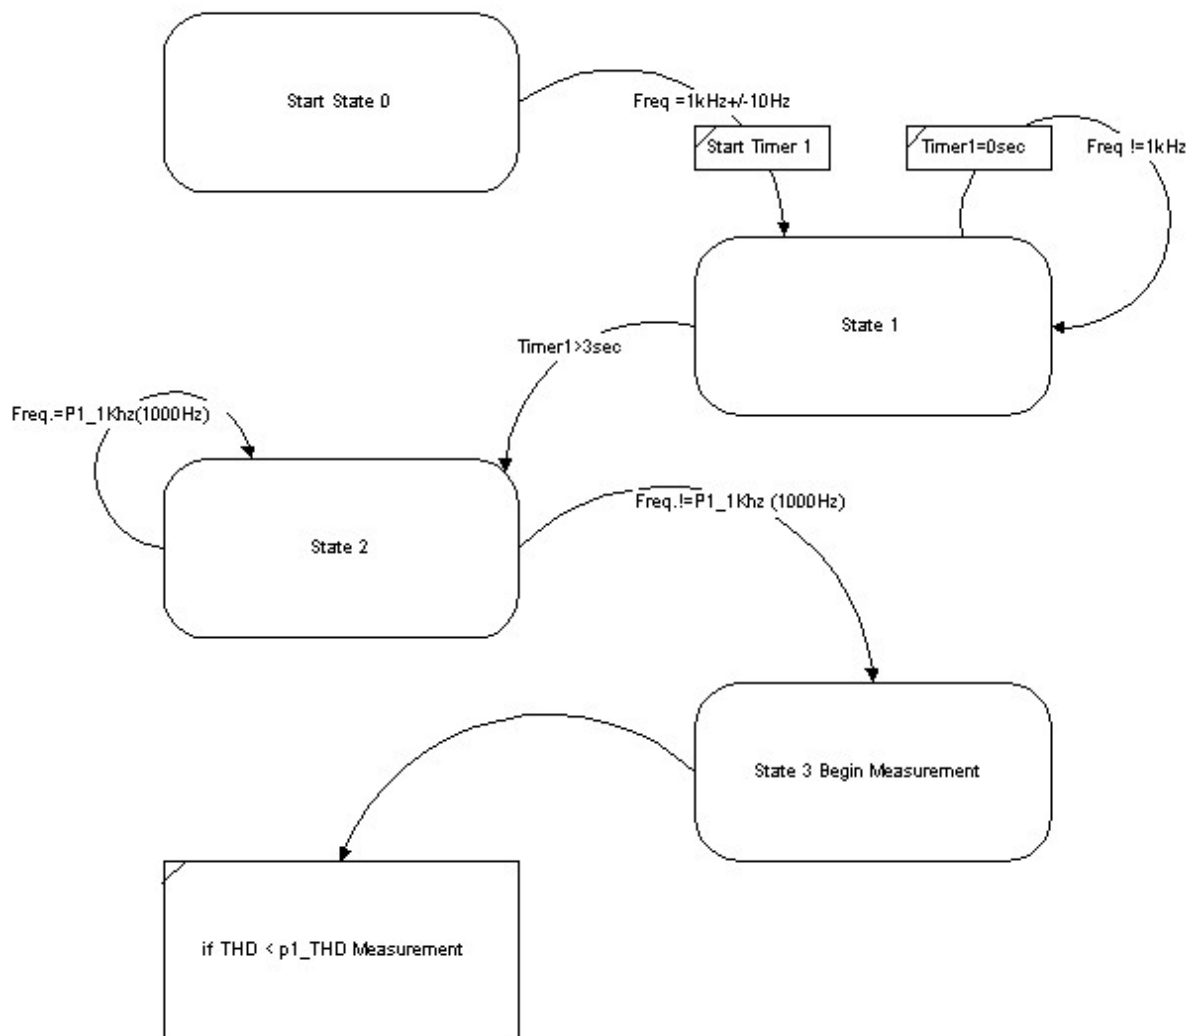 Start State 0
Freq =1kHz+/-10Hz
Start Timer 1
Timer1=0sec
Freq !=1kHz
State 1
Timer1>3sec
Freq.=P1_1Khz(1000Hz)
Freq.!=P1_1Khz (1000Hz)
State 2
State 3 Begin Measurement
if THD < p1_THD Measurement